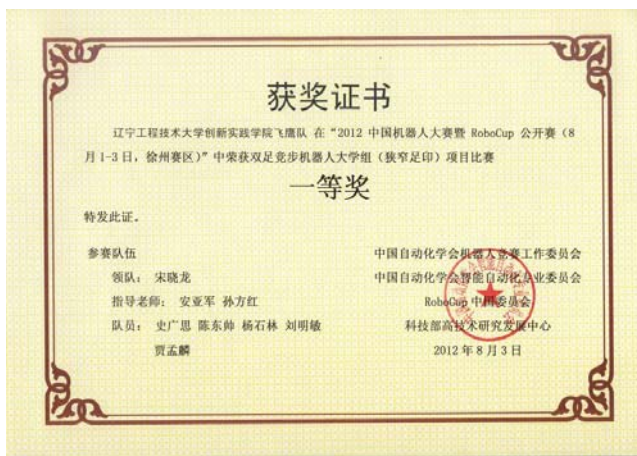 获奖证书
辽宁工程技术大学创新实践学院飞鹰队 在“2012 中国机器人大赛暨 RoboCup 公开赛（8
月 1-3 日，徐州赛区）”中荣获双足竞步机器人大学组（狭窄足印）项目比赛
一等奖
特发此证。
参赛队伍
领队： 宋晓龙
指导老师： 安亚军 孙方红
队员： 史广思 陈东帅 杨石林 刘明敏
贾孟麟
中国自动化学会机器人竞赛工作委员会
中国自动化学会智能自动化专业委员会
RoboCup 中国委员会
科技部高技术研究发展中心
2012 年 8 月 3 日